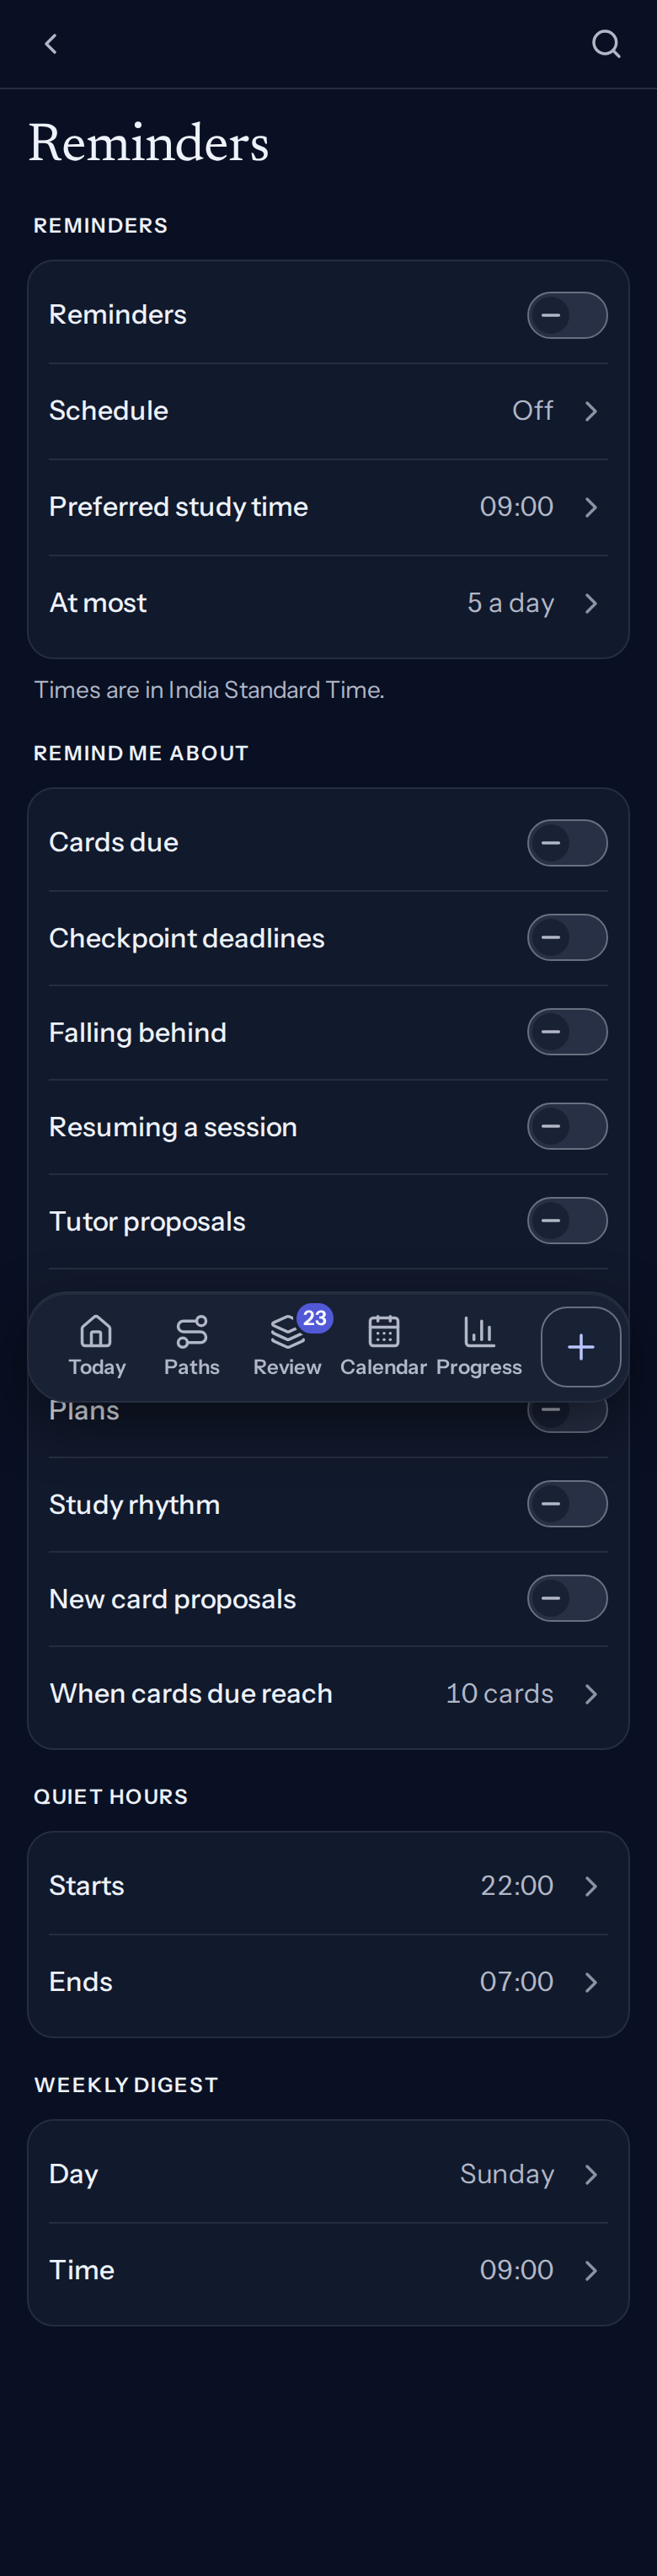 Reminders
REMINDERS
Reminders
Schedule Off
Preferred study time 09:00
At most 5 a day
Times are in India Standard Time.
REMIND ME ABOUT
Cards due
Checkpoint deadlines
Falling behind
Resuming a session
Tutor proposals
23
Today Paths Review Calendar Progress
Plans
Study rhythm
New card proposals
When cards due reach 10 cards
QUIET HOURS
Starts 22:00
Ends 07:00
WEEKLY DIGEST
Day Sunday
Time 09:00